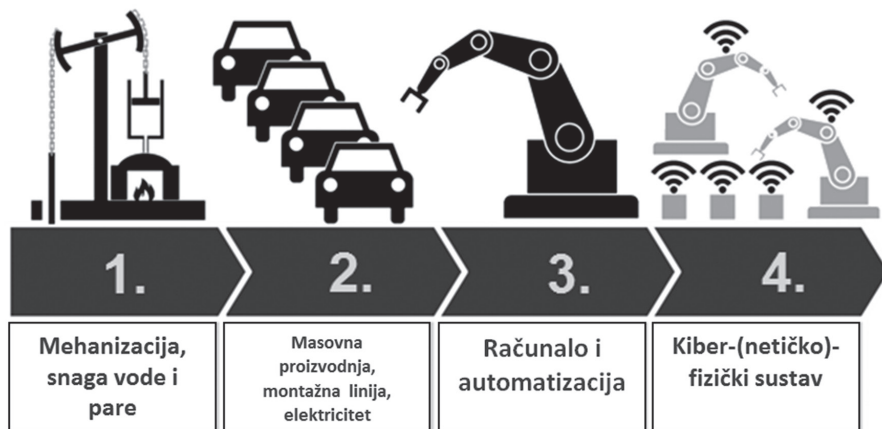 1.
2.
3.
4.
Mehanizacija,
snaga vode i
pare
Masovna
proizvodnja,
montažna linija,
elektricitet
Računalo i
automatizacija
Kiber-(netičko)-
fizički sustav